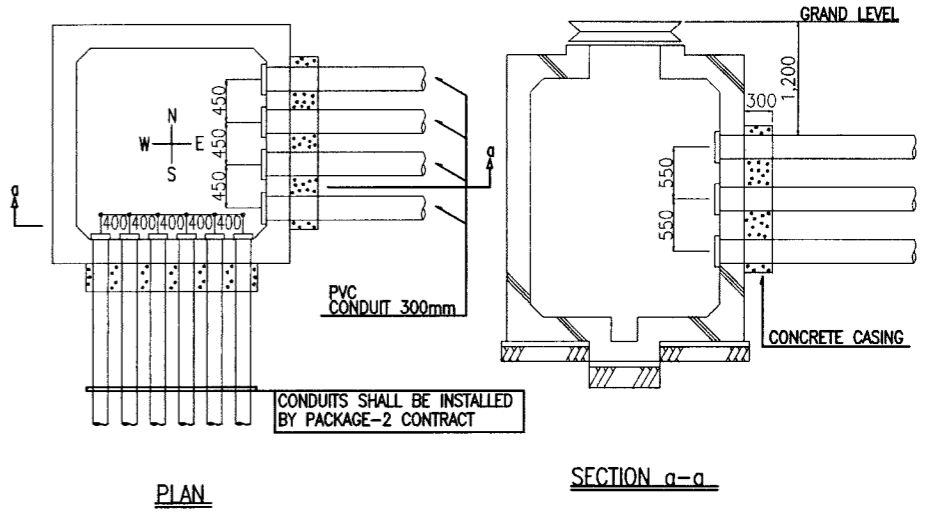 GRAND LEVEL
1,200
300
450
450
450
N
W E
S
a
a
400 400 400 400 400
550
550
PVC
CONDUIT 300mm
CONCRETE CASING
CONDUITS SHALL BE INSTALLED
BY PACKAGE-2 CONTRACT
PLAN
SECTION a-a